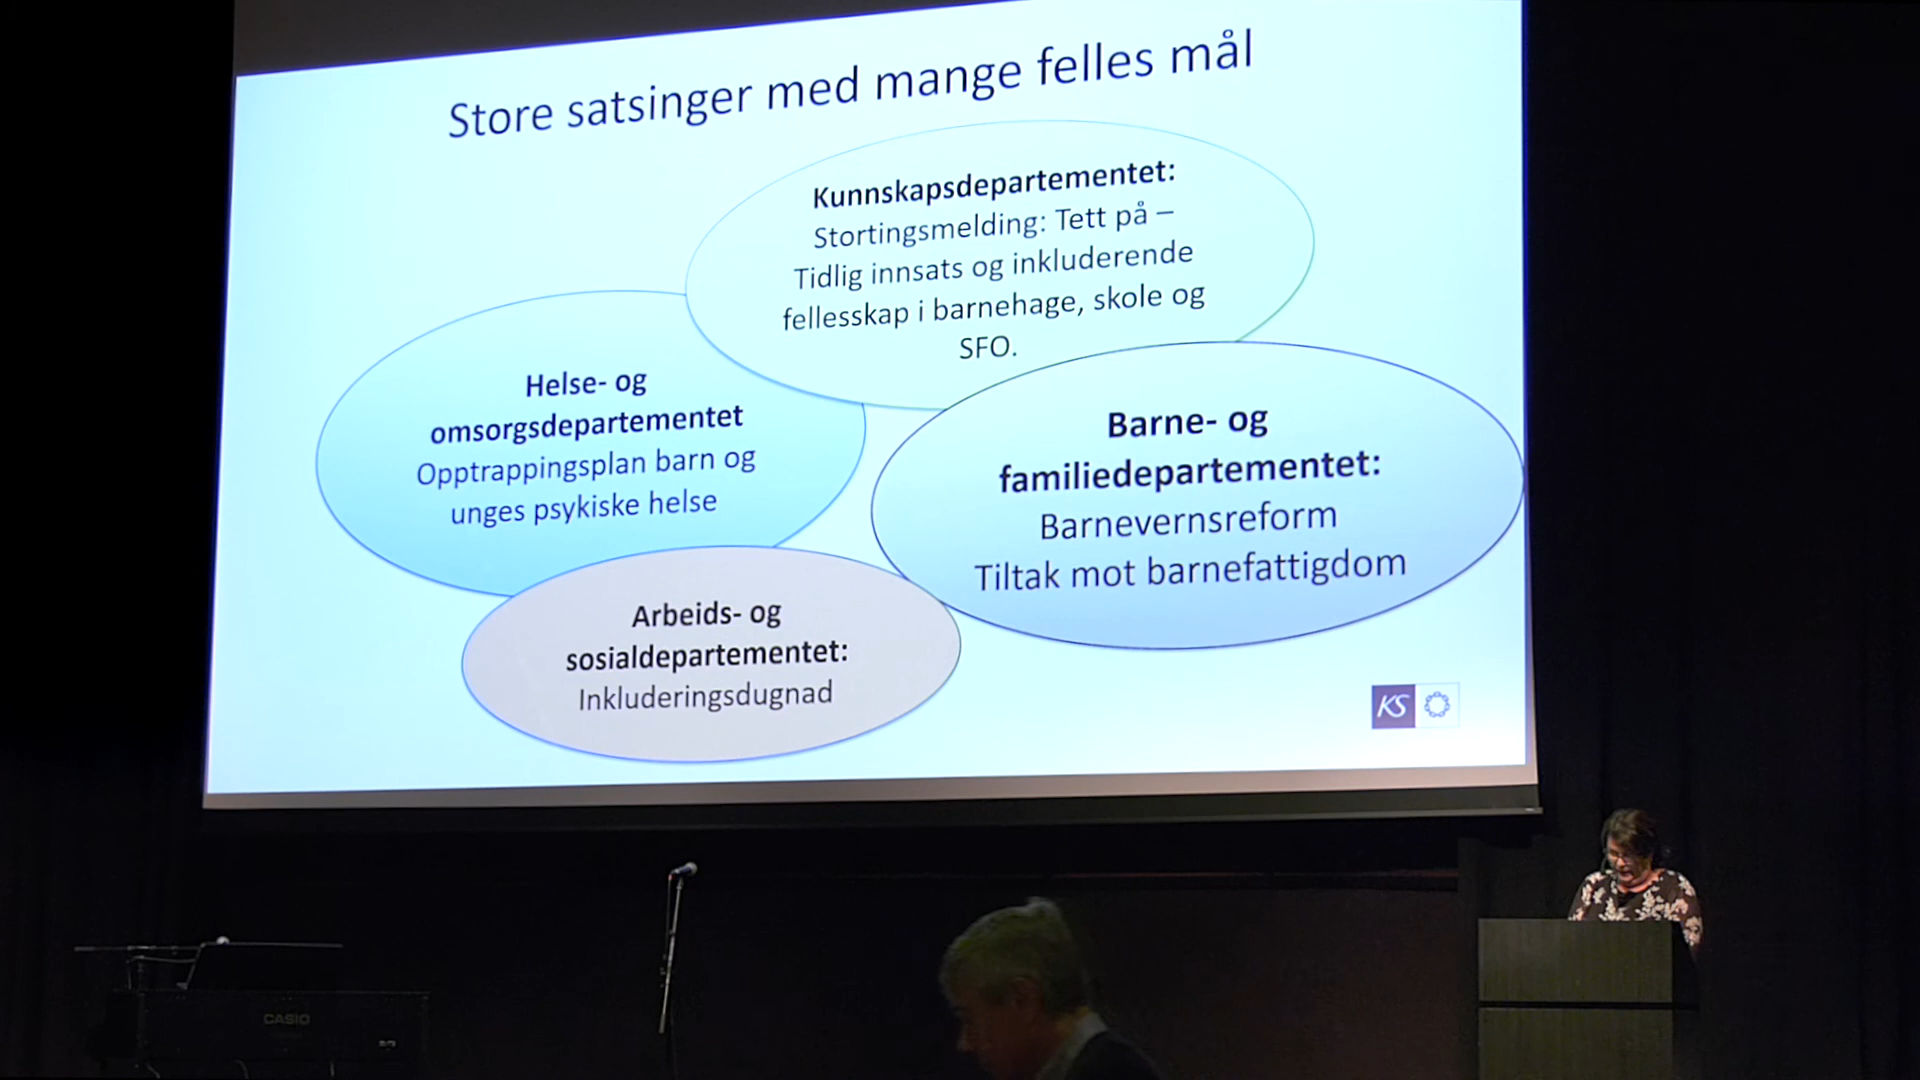 Store satsinger med mange felles mål
Kunnskapsdepartementet:
Stortingsmelding: Tett på –
Tidlig innsats og inkluderende
fellesskap i barnehage, skole og
SFO.
Helse- og
omsorgsdepartementet
Opptrappingsplan barn og
unges psykiske helse
Barne- og
familiedepartementet:
Barnevernsreform
Tiltak mot barnefattigdom
Arbeids- og
sosialdepartementet:
Inkluderingsdugnad
KS
CASIO